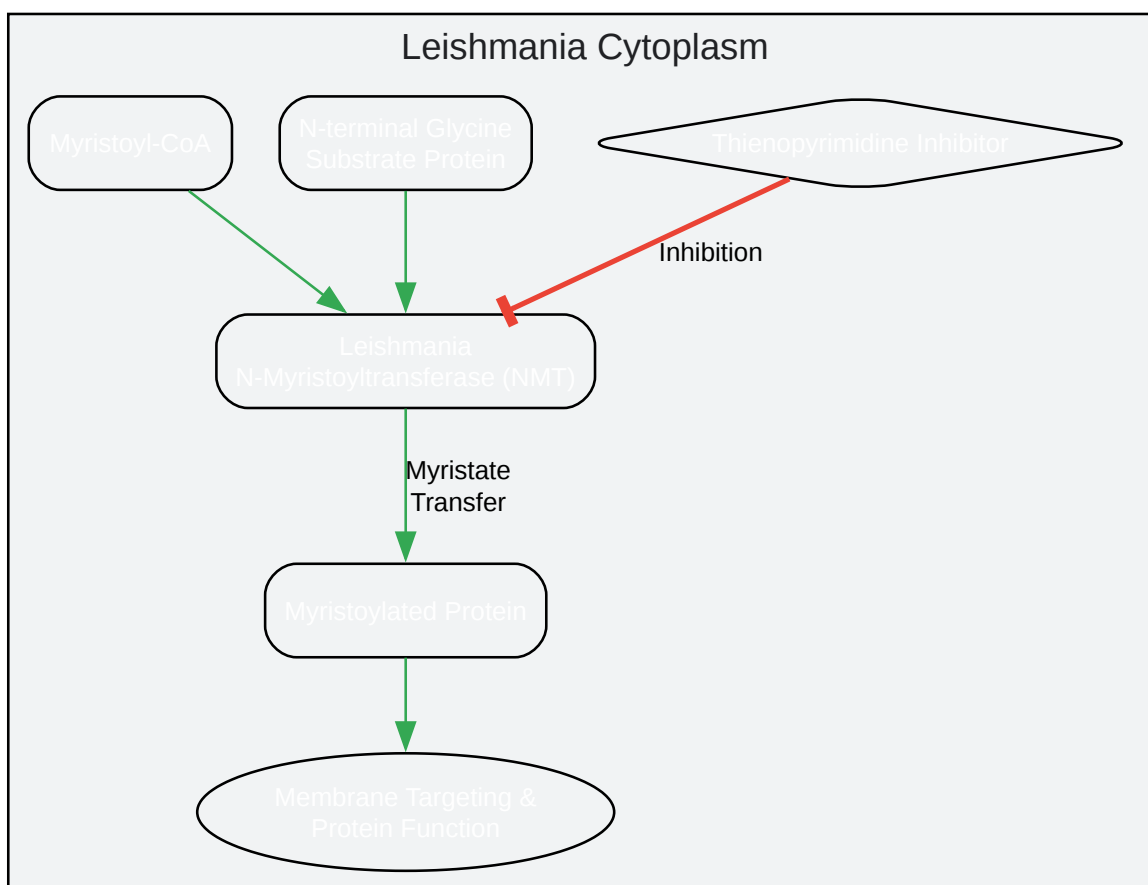 Leishmania Cytoplasm
Myristoyl-CoA
N-terminal Glycine
Substrate Protein
Thienopyrimidine Inhibitor
Inhibition
Leishmania
N-Myristoyltransferase (NMT)
Myristate
Transfer
Myristoylated Protein
Membrane Targeting &
Protein Function